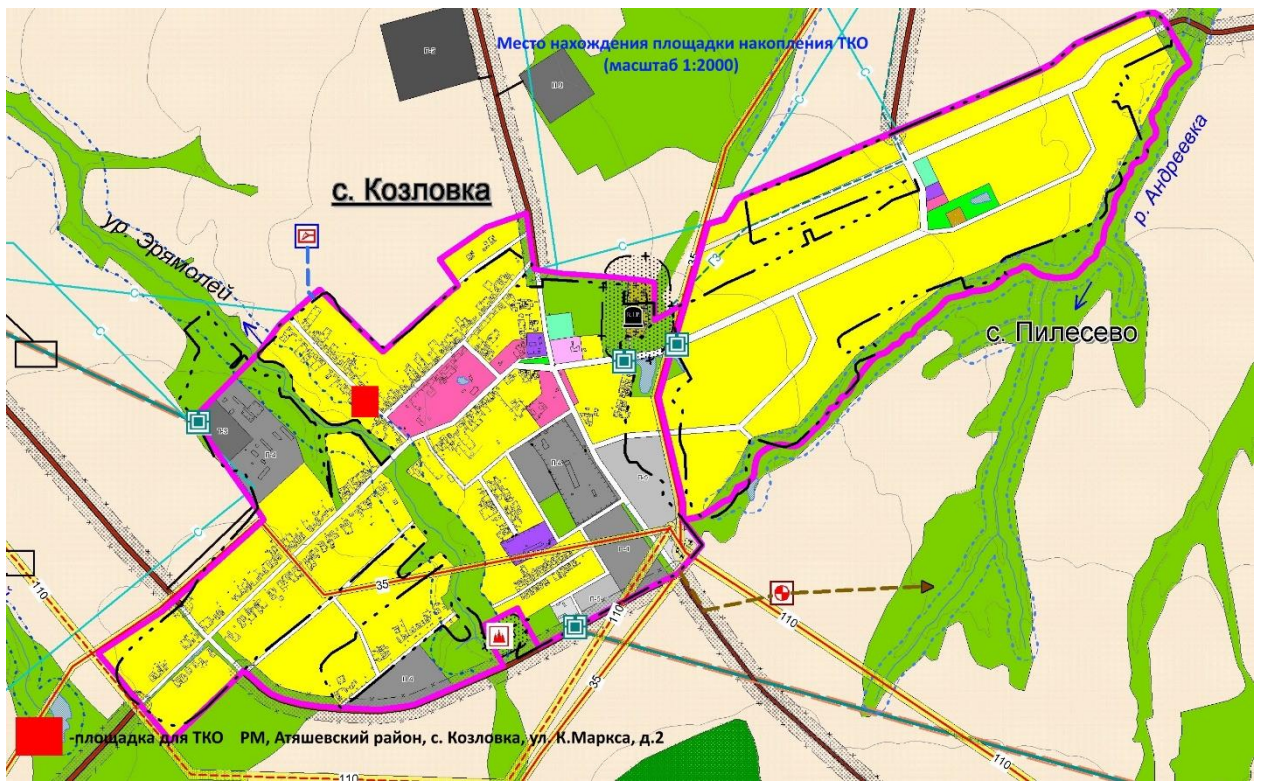 Место нахождения площадки накопления ТКО
(масштаб 1:2000)
с. Козловка
ур. Эрямолей
р. Андреевка
с. Пилесево
С
С
С
С
С
С
35
35
35
110
110
110
110
-площадка для ТКО РМ, Атяшевский район, с. Козловка, ул. К.Маркса, д.2